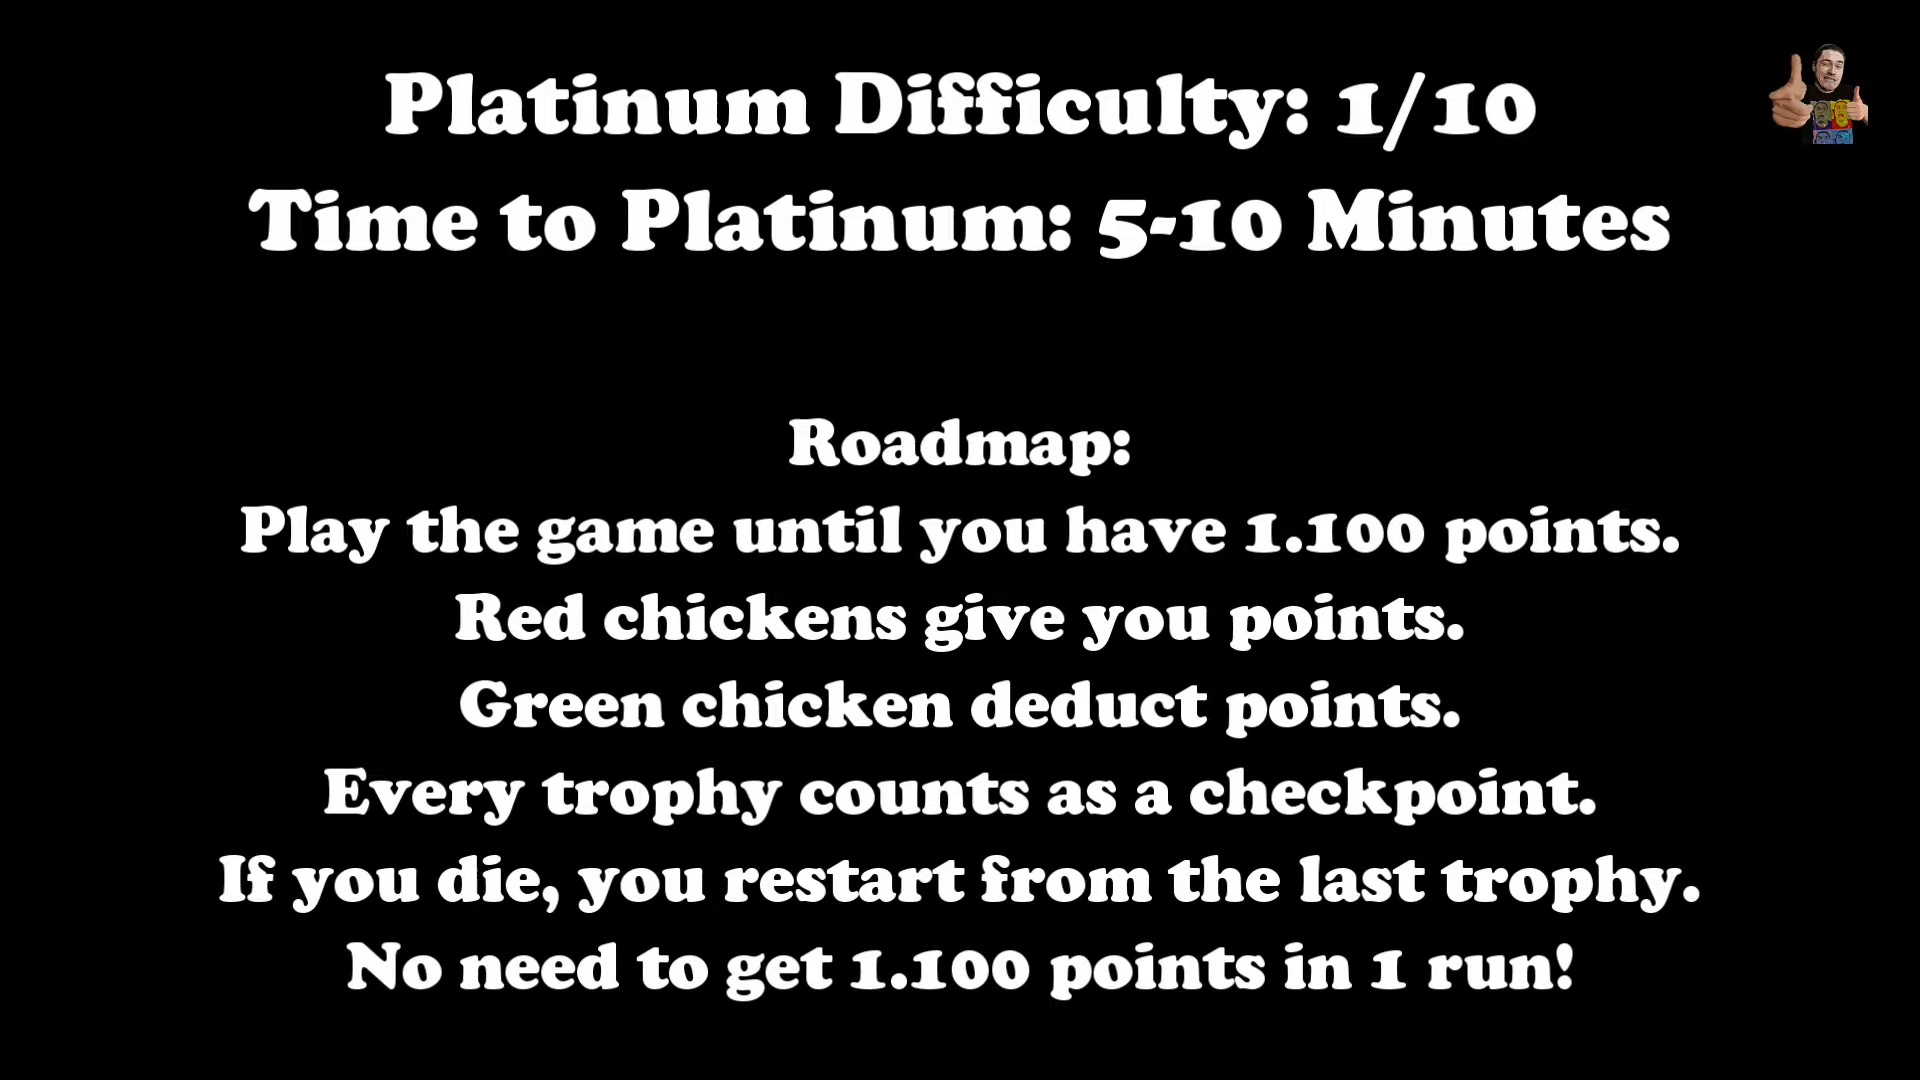 Platinum Difficulty: 1/10
Time to Platinum: 5-10 Minutes
Roadmap:
Play the game until you have 1.100 points.
Red chickens give you points.
Green chicken deduct points.
Every trophy counts as a checkpoint.
If you die, you restart from the last trophy.
No need to get 1.100 points in 1 run!